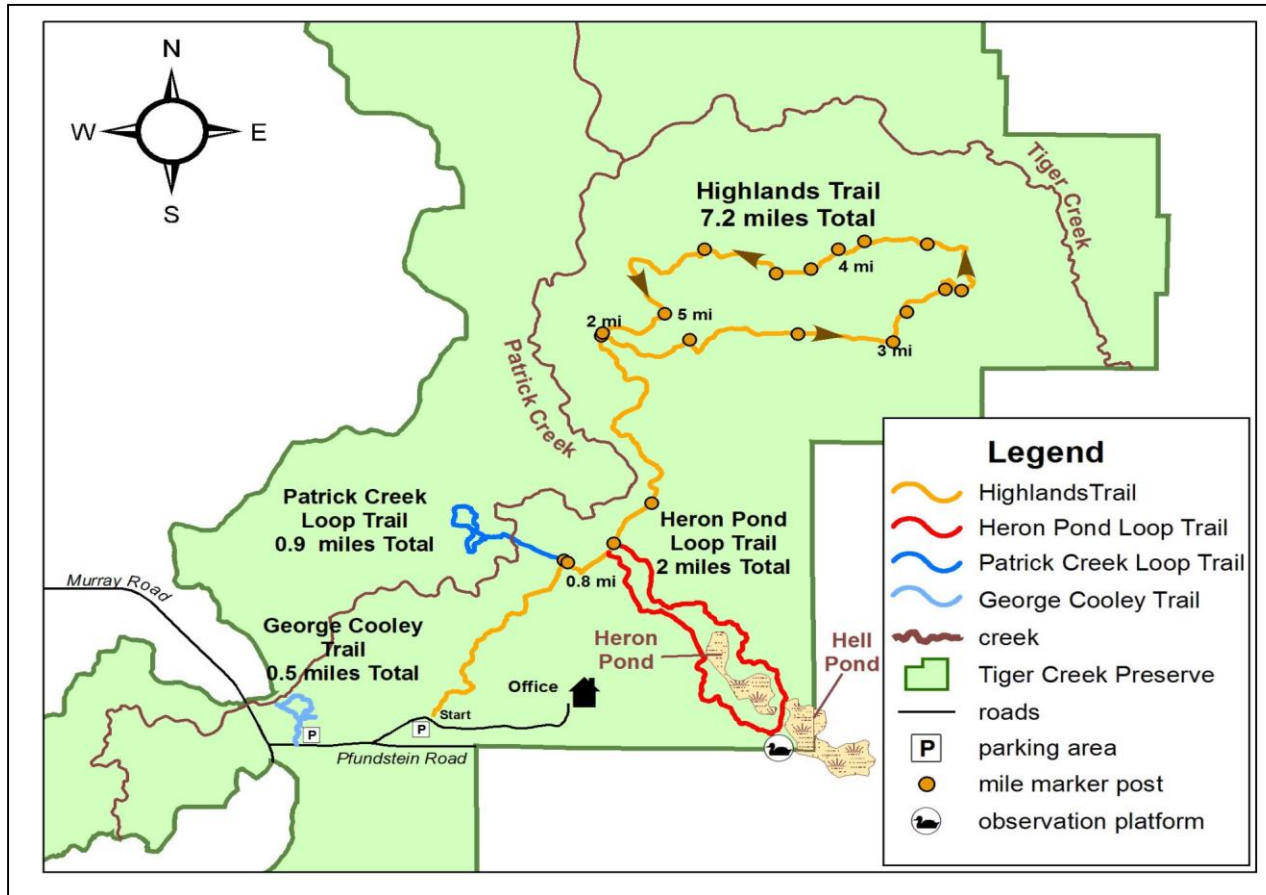 N
W
E
S
Tiger Creek
Highlands Trail
7.2 miles Total
4 mi
5 mi
2 mi
3 mi
Patrick Creek
Patrick Creek
Loop Trail
0.9 miles Total
Heron Pond
Loop Trail
2 miles Total
0.8 mi
Murray Road
George Cooley
Trail
0.5 miles Total
Heron
Pond
Hell
Pond
Office
Start
P
P
Pfundstein Road
Legend
HighlandsTrail
Heron Pond Loop Trail
Patrick Creek Loop Trail
George Cooley Trail
creek
Tiger Creek Preserve
roads
P
parking area
mile marker post
observation platform